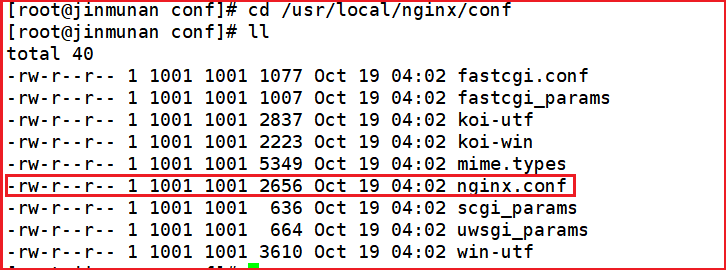 [root@jinmunan conf]# cd /usr/local/nginx/conf
[root@jinmunan conf]# ll
total 40
-rw-r--r-- 1 1001 1001 1077 Oct 19 04:02 fastcgi.conf
-rw-r--r-- 1 1001 1001 1007 Oct 19 04:02 fastcgi_params
-rw-r--r-- 1 1001 1001 2837 Oct 19 04:02 koi-utf
-rw-r--r-- 1 1001 1001 2223 Oct 19 04:02 koi-win
-rw-r--r-- 1 1001 1001 5349 Oct 19 04:02 mime.types
-rw-r--r-- 1 1001 1001 2656 Oct 19 04:02 nginx.conf
-rw-r--r-- 1 1001 1001  636 Oct 19 04:02 scgi_params
-rw-r--r-- 1 1001 1001  664 Oct 19 04:02 uwsgi_params
-rw-r--r-- 1 1001 1001 3610 Oct 19 04:02 win-utf
[root@jinmunan conf]#